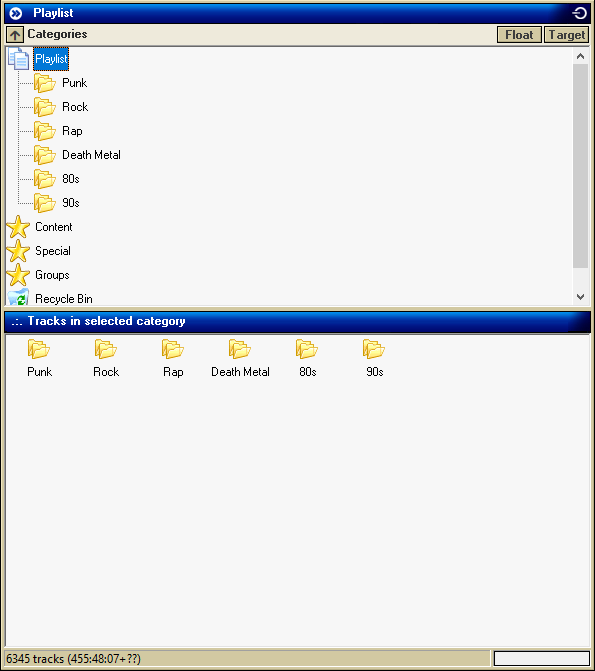 Playlist
Categories Float Target
Playlist
Punk
Rock
Rap
Death Metal
80s
90s
Content
Special
Groups
Recycle Bin
.:. Tracks in selected category
Punk Rock Rap Death Metal 80s 90s
6345 tracks (455:48:07+??)